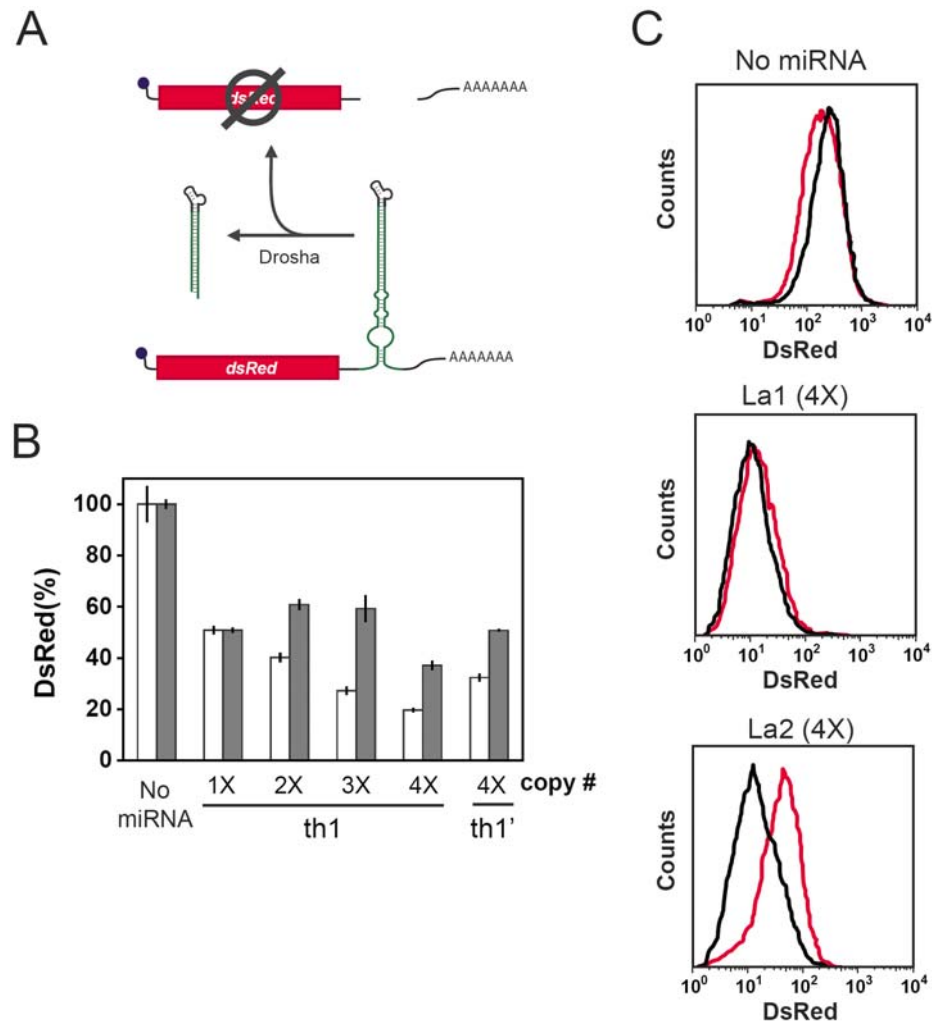 A
dsRed
AAAAAAA
Drosha
dsRed
AAAAAAA
B
DsRed(%)
100
80
60
40
20
0
No miRNA
1X 2X 3X 4X 4X copy #
th1 th1’
C
No miRNA
Counts
10⁰ 10¹ 10² 10³ 10⁴
DsRed
La1 (4X)
Counts
10⁰ 10¹ 10² 10³ 10⁴
DsRed
La2 (4X)
Counts
10⁰ 10¹ 10² 10³ 10⁴
DsRed